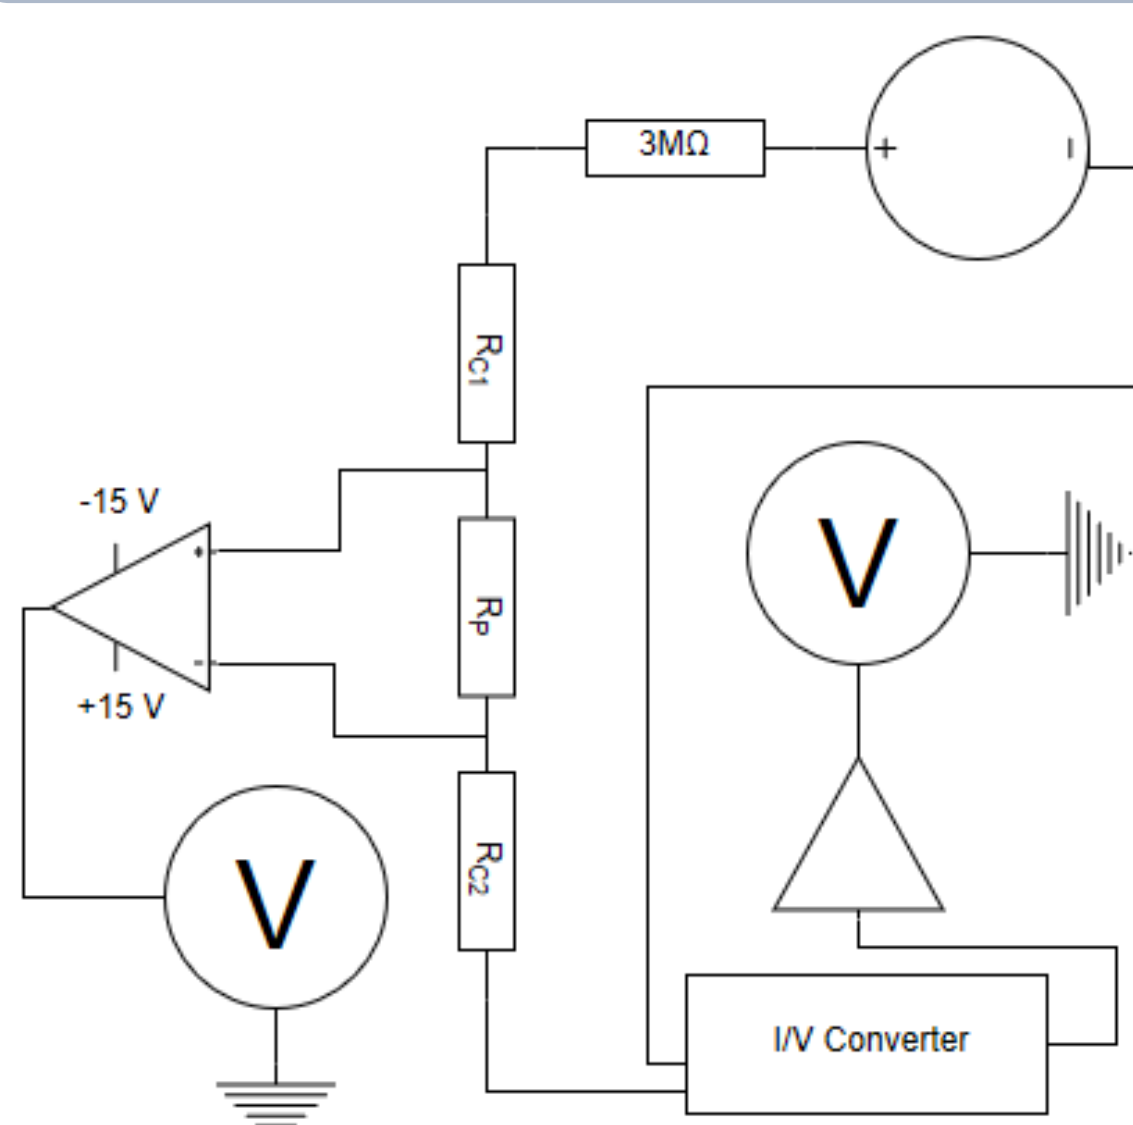 3MΩ
+ -
RC1
-15 V
+
RP
V
-
+15 V
RC2
V
I/V Converter